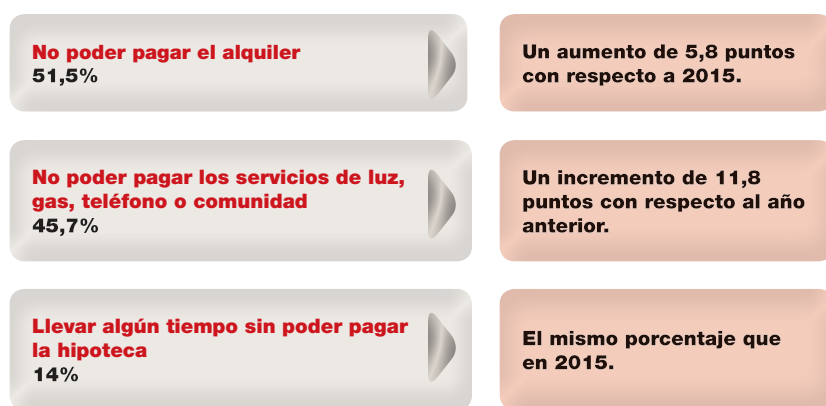 No poder pagar el alquiler
51,5%
Un aumento de 5,8 puntos
con respecto a 2015.
No poder pagar los servicios de luz,
gas, teléfono o comunidad
45,7%
Un incremento de 11,8
puntos con respecto al año
anterior.
Llevar algún tiempo sin poder pagar
la hipoteca
14%
El mismo porcentaje que
en 2015.